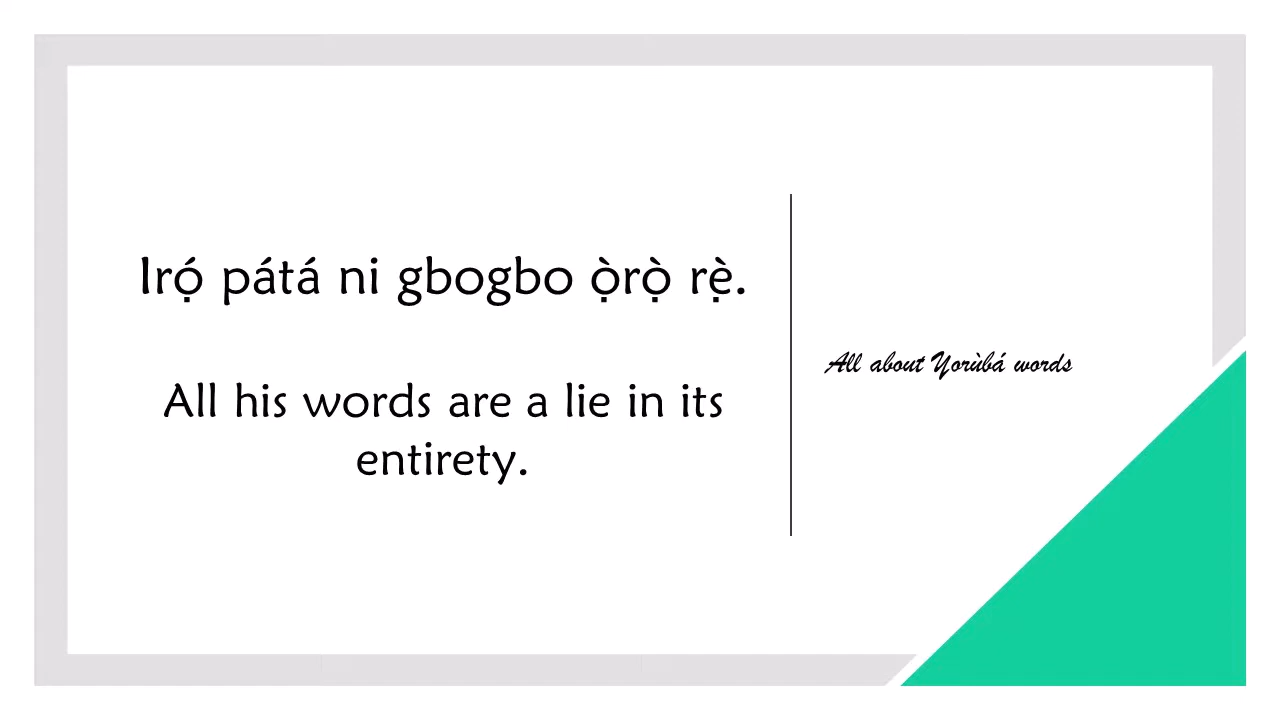 Irọ́ pátá ni gbogbo ọ̀rọ̀ rẹ̀.
All his words are a lie in its
entirety.
All about Yorùbá words